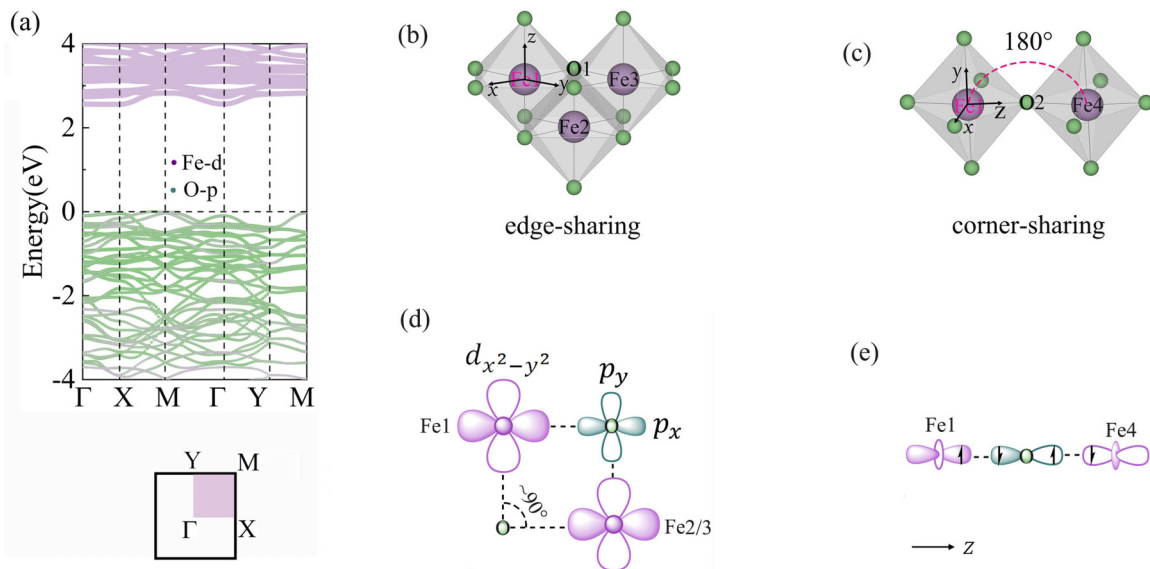 (a)
4
2
0
-2
-4
Energy(eV)
Fe-d
O-p
Γ X M Γ Y M
Y M
Γ X
(b)
z
Fe1 O1 Fe3
x y
Fe2
edge-sharing
(c)
180°
y
Fe O2 Fe4
z
x
corner-sharing
(d)
d_{x²-y²} p_y
Fe1 p_x
~90°
Fe2/3
(e)
Fe1 Fe4
z